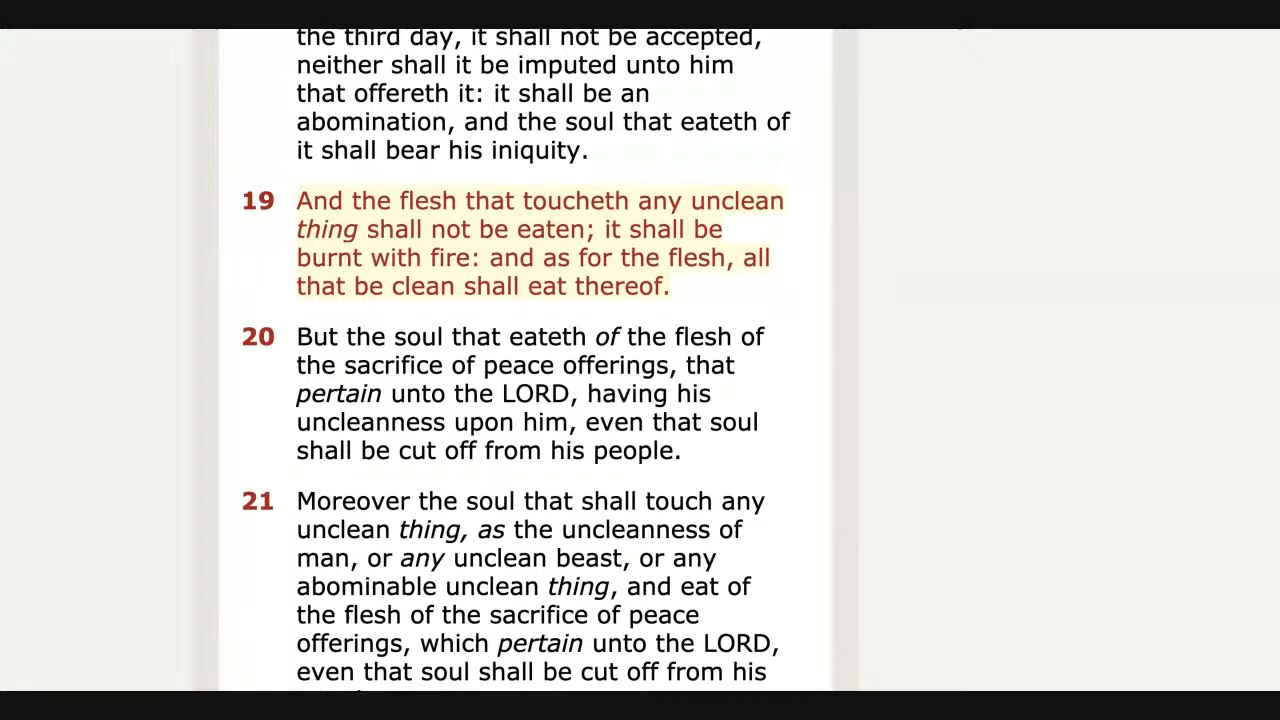 the third day, it shall not be accepted,
neither shall it be imputed unto him
that offereth it: it shall be an
abomination, and the soul that eateth of
it shall bear his iniquity.
19 And the flesh that toucheth any unclean
thing shall not be eaten; it shall be
burnt with fire: and as for the flesh, all
that be clean shall eat thereof.
20 But the soul that eateth of the flesh of
the sacrifice of peace offerings, that
pertain unto the LORD, having his
uncleanness upon him, even that soul
shall be cut off from his people.
21 Moreover the soul that shall touch any
unclean thing, as the uncleanness of
man, or any unclean beast, or any
abominable unclean thing, and eat of
the flesh of the sacrifice of peace
offerings, which pertain unto the LORD,
even that soul shall be cut off from his